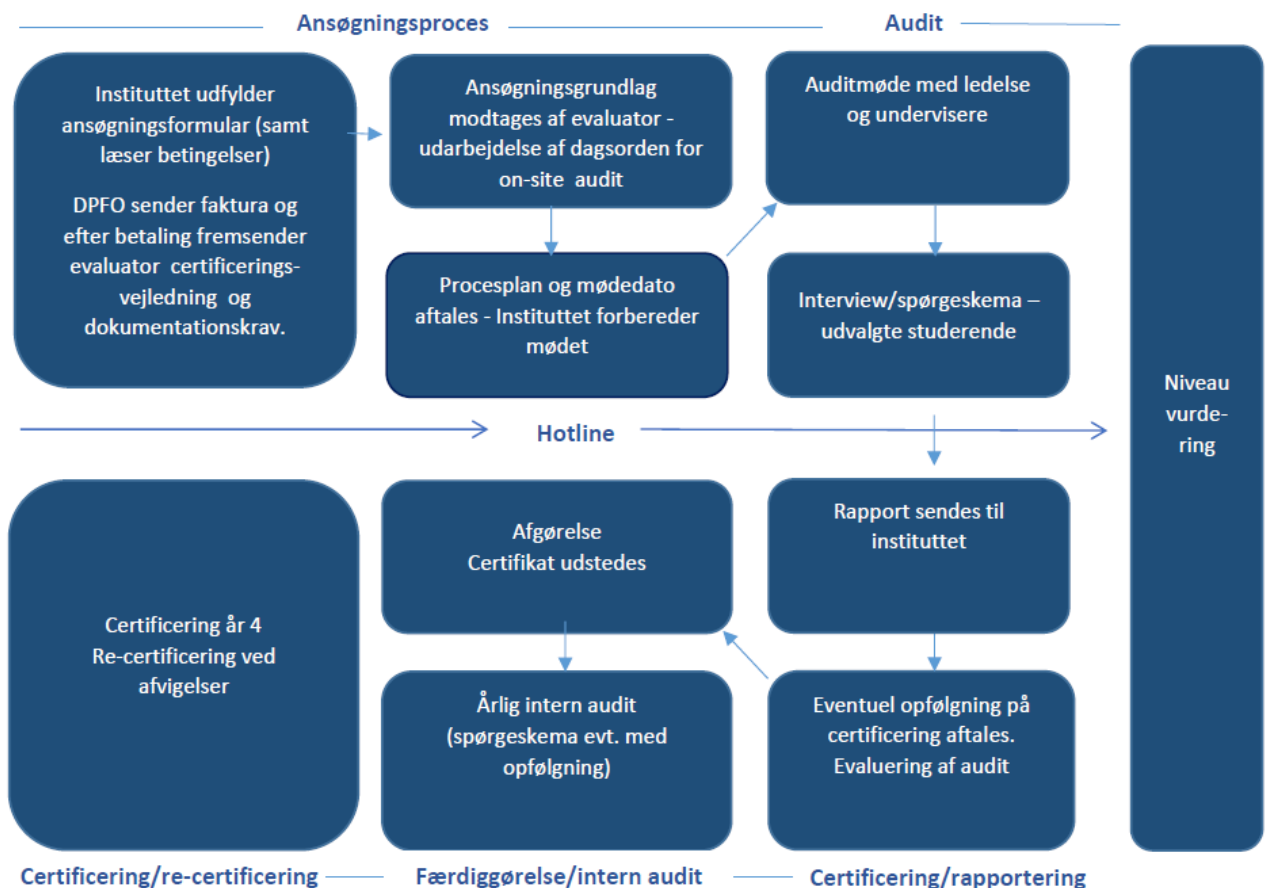 Ansøgningsproces
Audit
Instituttet udfylder
ansøgningsformular (samt
læser betingelser)
DPFO sender faktura og
efter betaling fremsender
evaluator certificerings-
vejledning og
dokumentationskrav.
Ansøgningsgrundlag
modtages af evaluator -
udarbejdelse af dagsorden for
on-site audit
Procesplan og mødedato
aftales - Instituttet forbereder
mødet
Auditmøde med ledelse
og undervisere
Interview/spørgeskema –
udvalgte studerende
Niveau
vurde-
ring
Hotline
Rapport sendes til
instituttet
Eventuel opfølgning på
certificering aftales.
Evaluering af audit
Afgørelse
Certifikat udstedes
Årlig intern audit
(spørgeskema evt. med
opfølgning)
Certificering år 4
Re-certificering ved
afvigelser
Certificering/re-certificering
Færdiggørelse/intern audit
Certificering/rapportering